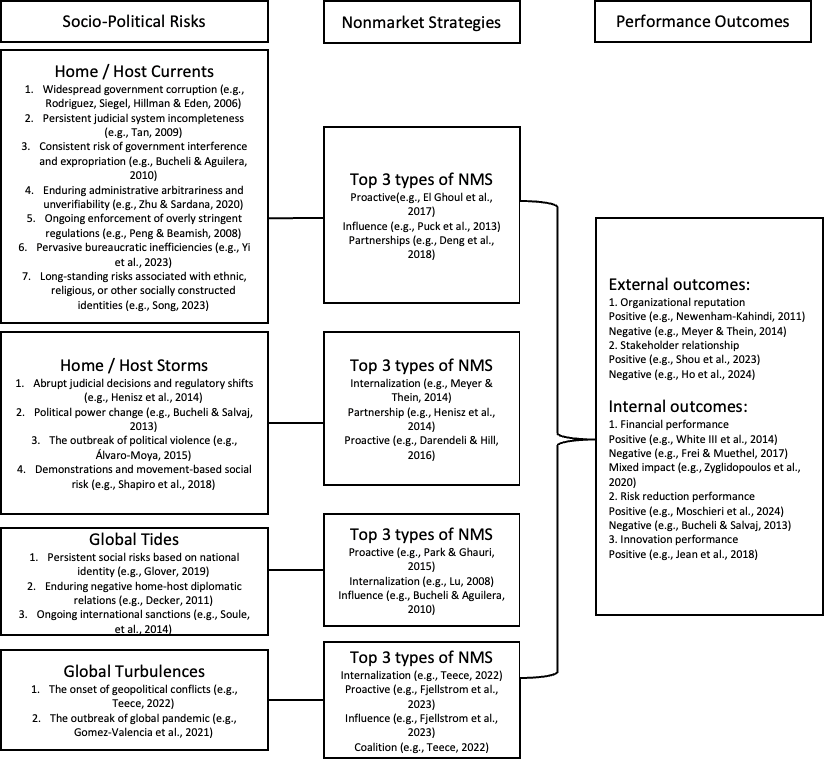 Socio-Political Risks
Nonmarket Strategies
Performance Outcomes
Home / Host Currents
1. Widespread government corruption (e.g.,
Rodriguez, Siegel, Hillman & Eden, 2006)
2. Persistent judicial system incompleteness
(e.g., Tan, 2009)
3. Consistent risk of government interference
and expropriation (e.g., Bucheli & Aguilera,
2010)
4. Enduring administrative arbitrariness and
unverifiability (e.g., Zhu & Sardana, 2020)
5. Ongoing enforcement of overly stringent
regulations (e.g., Peng & Beamish, 2008)
6. Pervasive bureaucratic inefficiencies (e.g., Yi
et al., 2023)
7. Long-standing risks associated with ethnic,
religious, or other socially constructed
identities (e.g., Song, 2023)
Top 3 types of NMS
Proactive(e.g., El Ghoul et al.,
2017)
Influence (e.g., Puck et al., 2013)
Partnerships (e.g., Deng et al.,
2018)
Home / Host Storms
1. Abrupt judicial decisions and regulatory shifts
(e.g., Henisz et al., 2014)
2. Political power change (e.g., Bucheli & Salvaj,
2013)
3. The outbreak of political violence (e.g.,
Álvaro-Moya, 2015)
4. Demonstrations and movement-based social
risk (e.g., Shapiro et al., 2018)
Top 3 types of NMS
Internalization (e.g., Meyer &
Thein, 2014)
Partnership (e.g., Henisz et al.,
2014)
Proactive (e.g., Darendeli & Hill,
2016)
Global Tides
1. Persistent social risks based on national
identity (e.g., Glover, 2019)
2. Enduring negative home-host diplomatic
relations (e.g., Decker, 2011)
3. Ongoing international sanctions (e.g., Soule,
et al., 2014)
Top 3 types of NMS
Proactive (e.g., Park & Ghauri,
2015)
Internalization (e.g., Lu, 2008)
Influence (e.g., Bucheli & Aguilera,
2010)
Global Turbulences
1. The onset of geopolitical conflicts (e.g.,
Teece, 2022)
2. The outbreak of global pandemic (e.g.,
Gomez-Valencia et al., 2021)
Top 3 types of NMS
Internalization (e.g., Teece, 2022)
Proactive (e.g., Fjellstrom et al.,
2023)
Influence (e.g., Fjellstrom et al.,
2023)
Coalition (e.g., Teece, 2022)
External outcomes:
1. Organizational reputation
Positive (e.g., Newenham-Kahindi, 2011)
Negative (e.g., Meyer & Thein, 2014)
2. Stakeholder relationship
Positive (e.g., Shou et al., 2023)
Negative (e.g., Ho et al., 2024)
Internal outcomes:
1. Financial performance
Positive (e.g., White III et al., 2014)
Negative (e.g., Frei & Muethel, 2017)
Mixed impact (e.g., Zyglidopoulos et al.,
2020)
2. Risk reduction performance
Positive (e.g., Moschieri et al., 2024)
Negative (e.g., Bucheli & Salvaj, 2013)
3. Innovation performance
Positive (e.g., Jean et al., 2018)